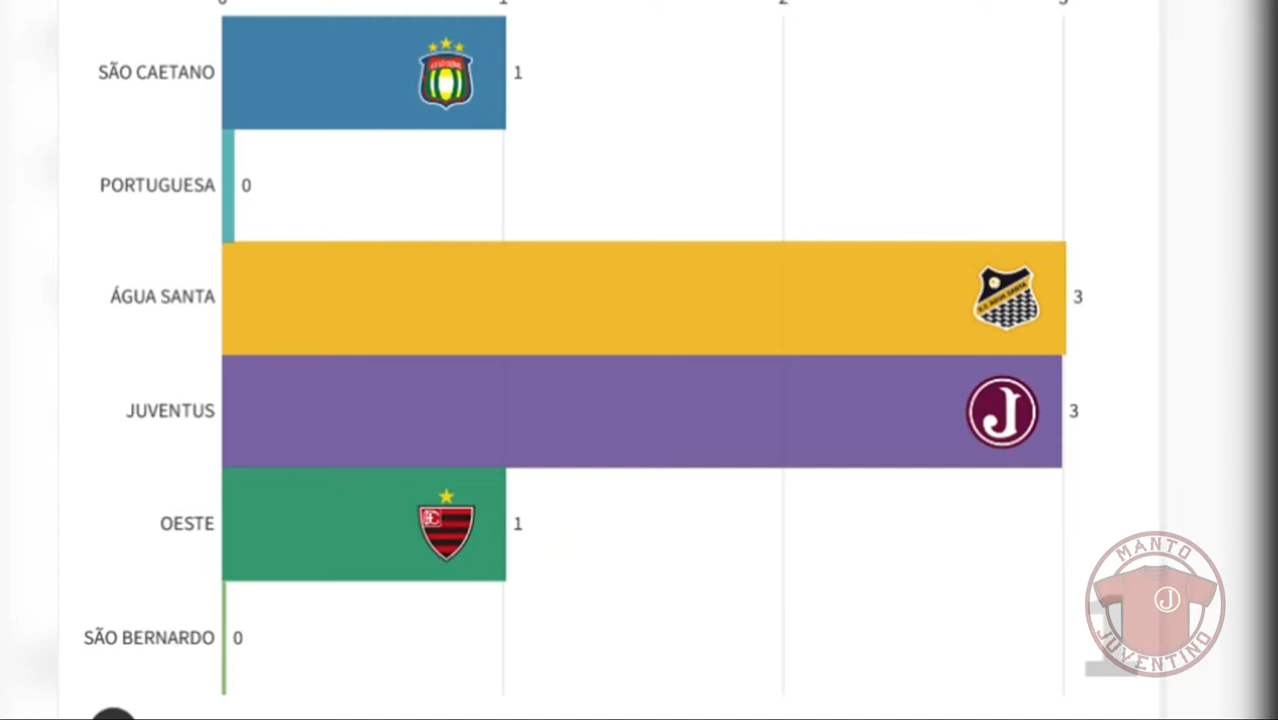 SÃO CAETANO 1
PORTUGUESA 0
ÁGUA SANTA 3
JUVENTUS 3
OESTE 1
SÃO BERNARDO 0
J
MANTO
J
JUVENTINO